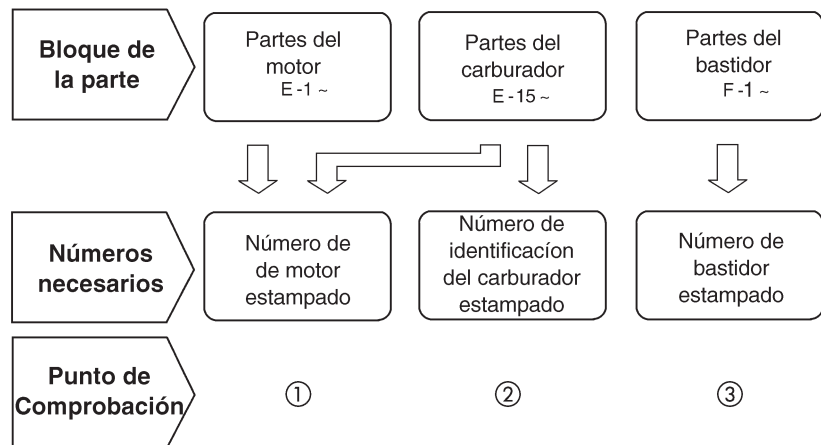 Bloque de
la parte
Partes del
motor
E -1 ~
Partes del
carburador
E -15 ~
Partes del
bastidor
F -1 ~
Números
necesarios
Número de
de motor
estampado
Número de
identificacíon
del carburador
estampado
Número de
bastidor
estampado
Punto de
Comprobación
①
②
③